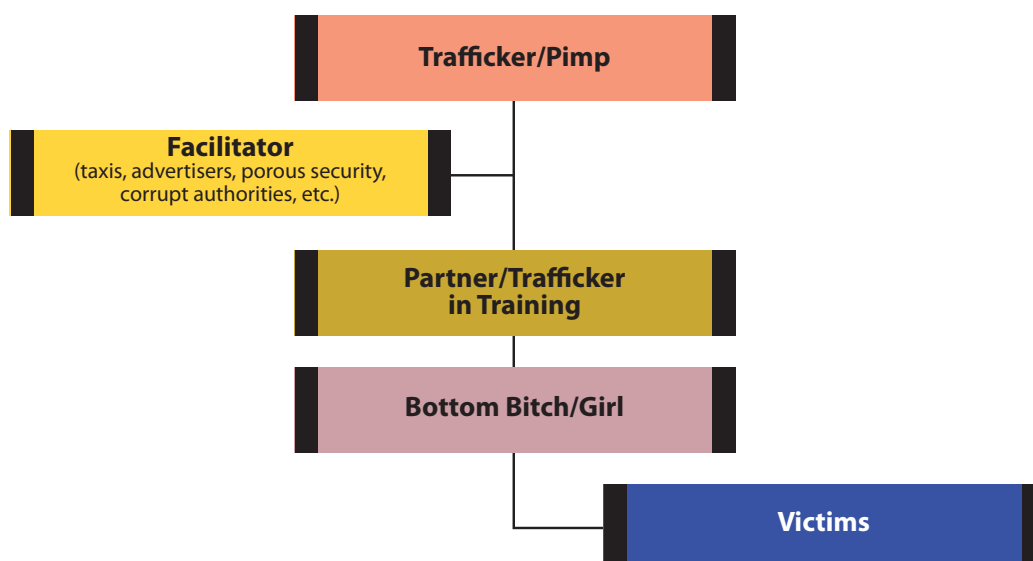 Trafficker/Pimp
Facilitator
(taxis, advertisers, porous security,
corrupt authorities, etc.)
Partner/Trafficker
in Training
Bottom Bitch/Girl
Victims